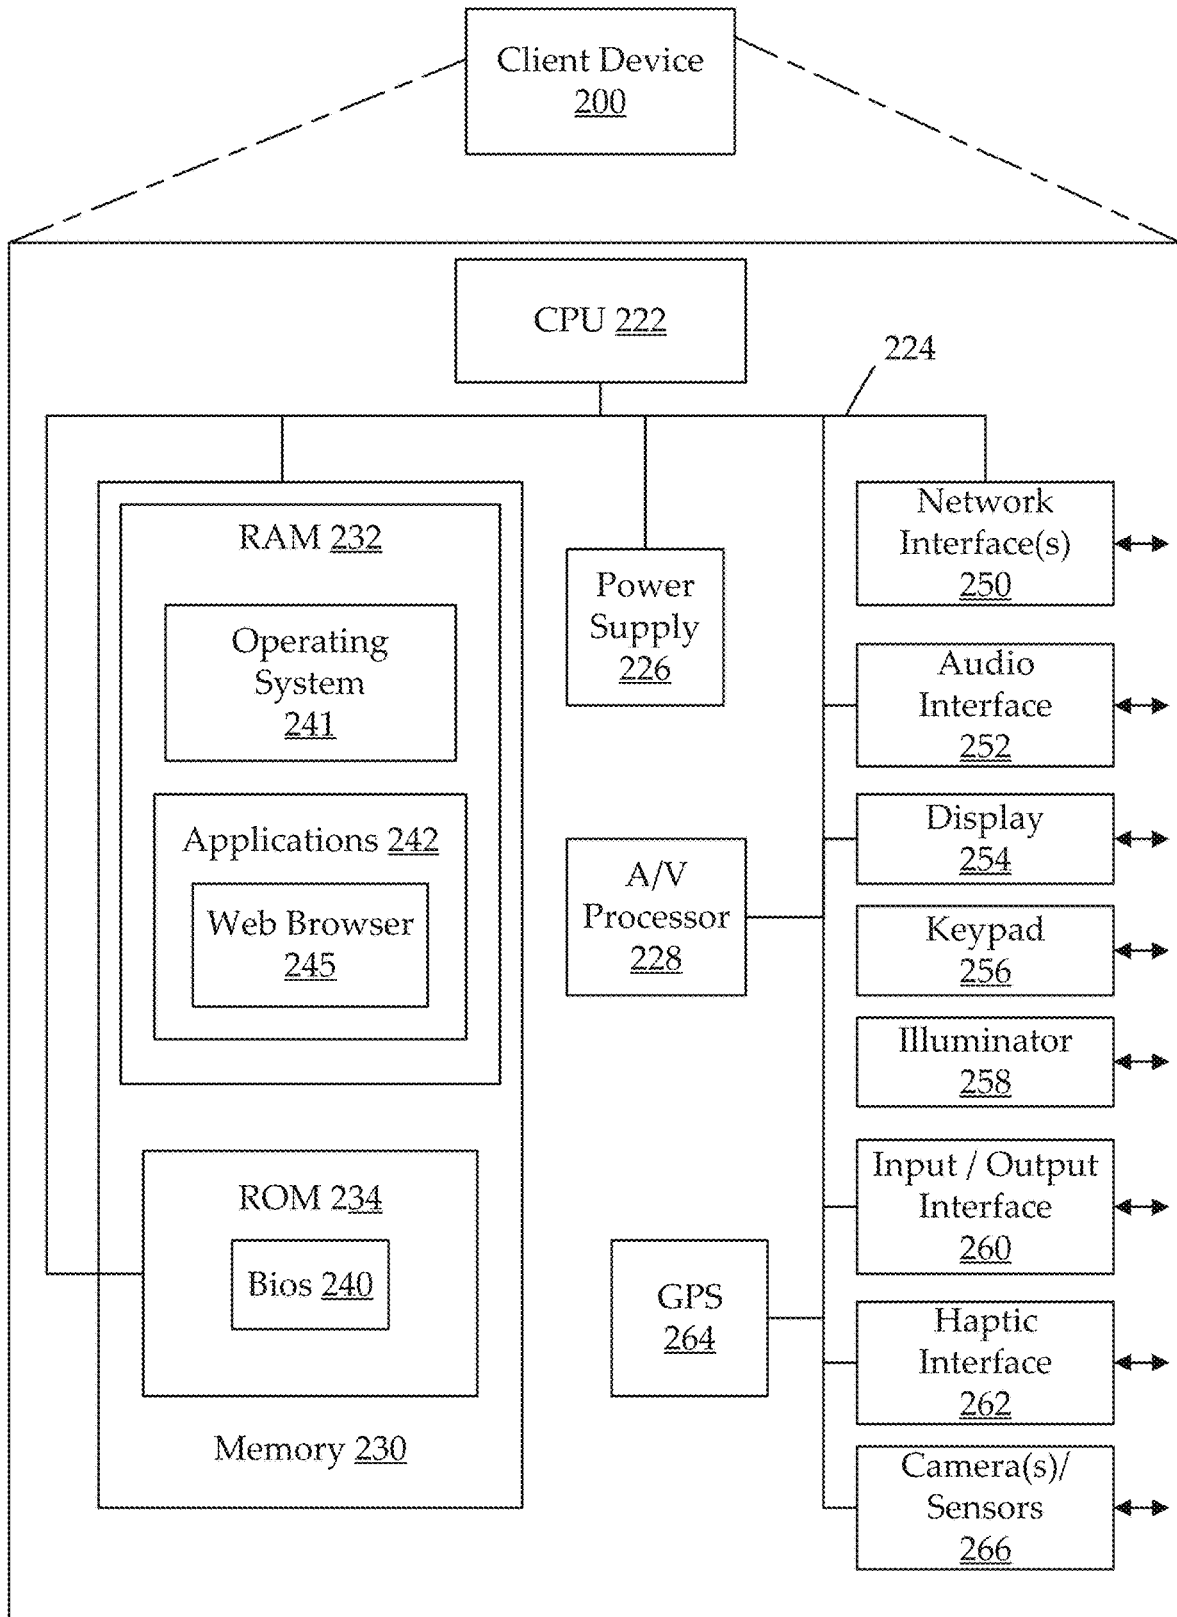 Client Device
200
CPU 222
224
RAM 232
Operating
System
241
Applications 242
Web Browser
245
ROM 234
Bios 240
Memory 230
Power
Supply
226
A/V
Processor
228
GPS
264
Network
Interface(s)
250
Audio
Interface
252
Display
254
Keypad
256
Illuminator
258
Input / Output
Interface
260
Haptic
Interface
262
Camera(s)/
Sensors
266